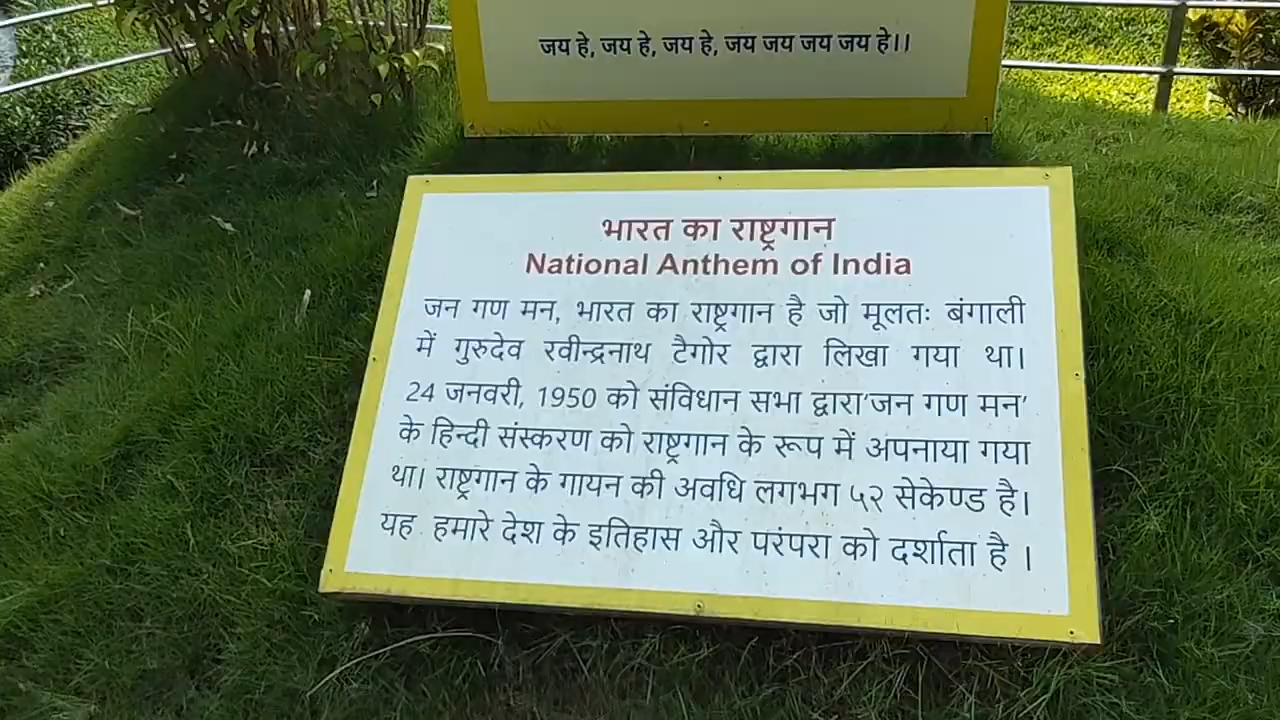 जय हे, जय हे, जय हे, जय जय जय जय हे।।
भारत का राष्ट्रगान
National Anthem of India
जन गण मन, भारत का राष्ट्रगान है जो मूलतः बंगाली
में गुरुदेव रवीन्द्रनाथ टैगोर द्वारा लिखा गया था।
24 जनवरी, 1950 को संविधान सभा द्वारा'जन गण मन'
के हिन्दी संस्करण को राष्ट्रगान के रूप में अपनाया गया
था। राष्ट्रगान के गायन की अवधि लगभग ५२ सेकेण्ड है।
यह हमारे देश के इतिहास और परंपरा को दर्शाता है ।